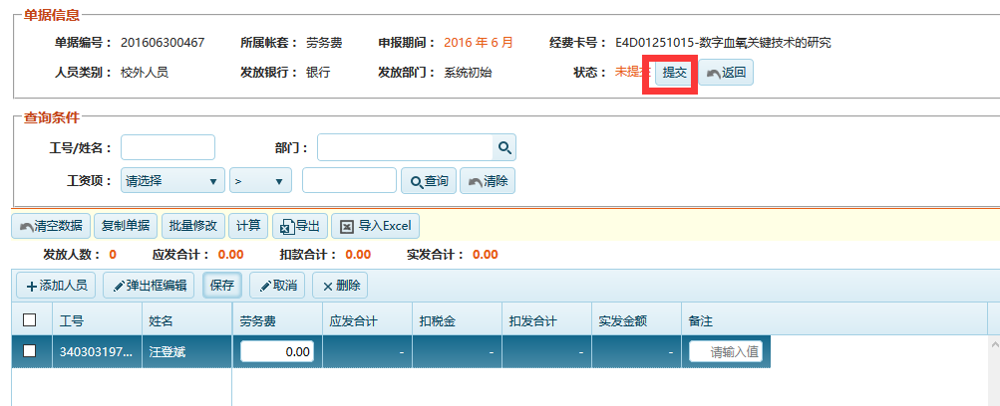 单据信息
单据编号： 201606300467 所属帐套： 劳务费 申报期间： 2016 年 6 月 经费卡号： E4D01251015-数字血氧关键技术的研究
人员类别： 校外人员 发放银行： 银行 发放部门： 系统初始 状态： 未提交 提交 返回
查询条件
工号/姓名： 部门：
工资项： 请选择 > 查询 清除
清空数据 复制单据 批量修改 计算 导出 导入Excel
发放人数： 0 应发合计： 0.00 扣款合计： 0.00 实发合计： 0.00
添加人员 弹出框编辑 保存 取消 删除
工号 姓名 劳务费 应发合计 扣税金 扣发合计 实发金额 备注
340303197... 汪登斌 0.00 - - - - 请输入值